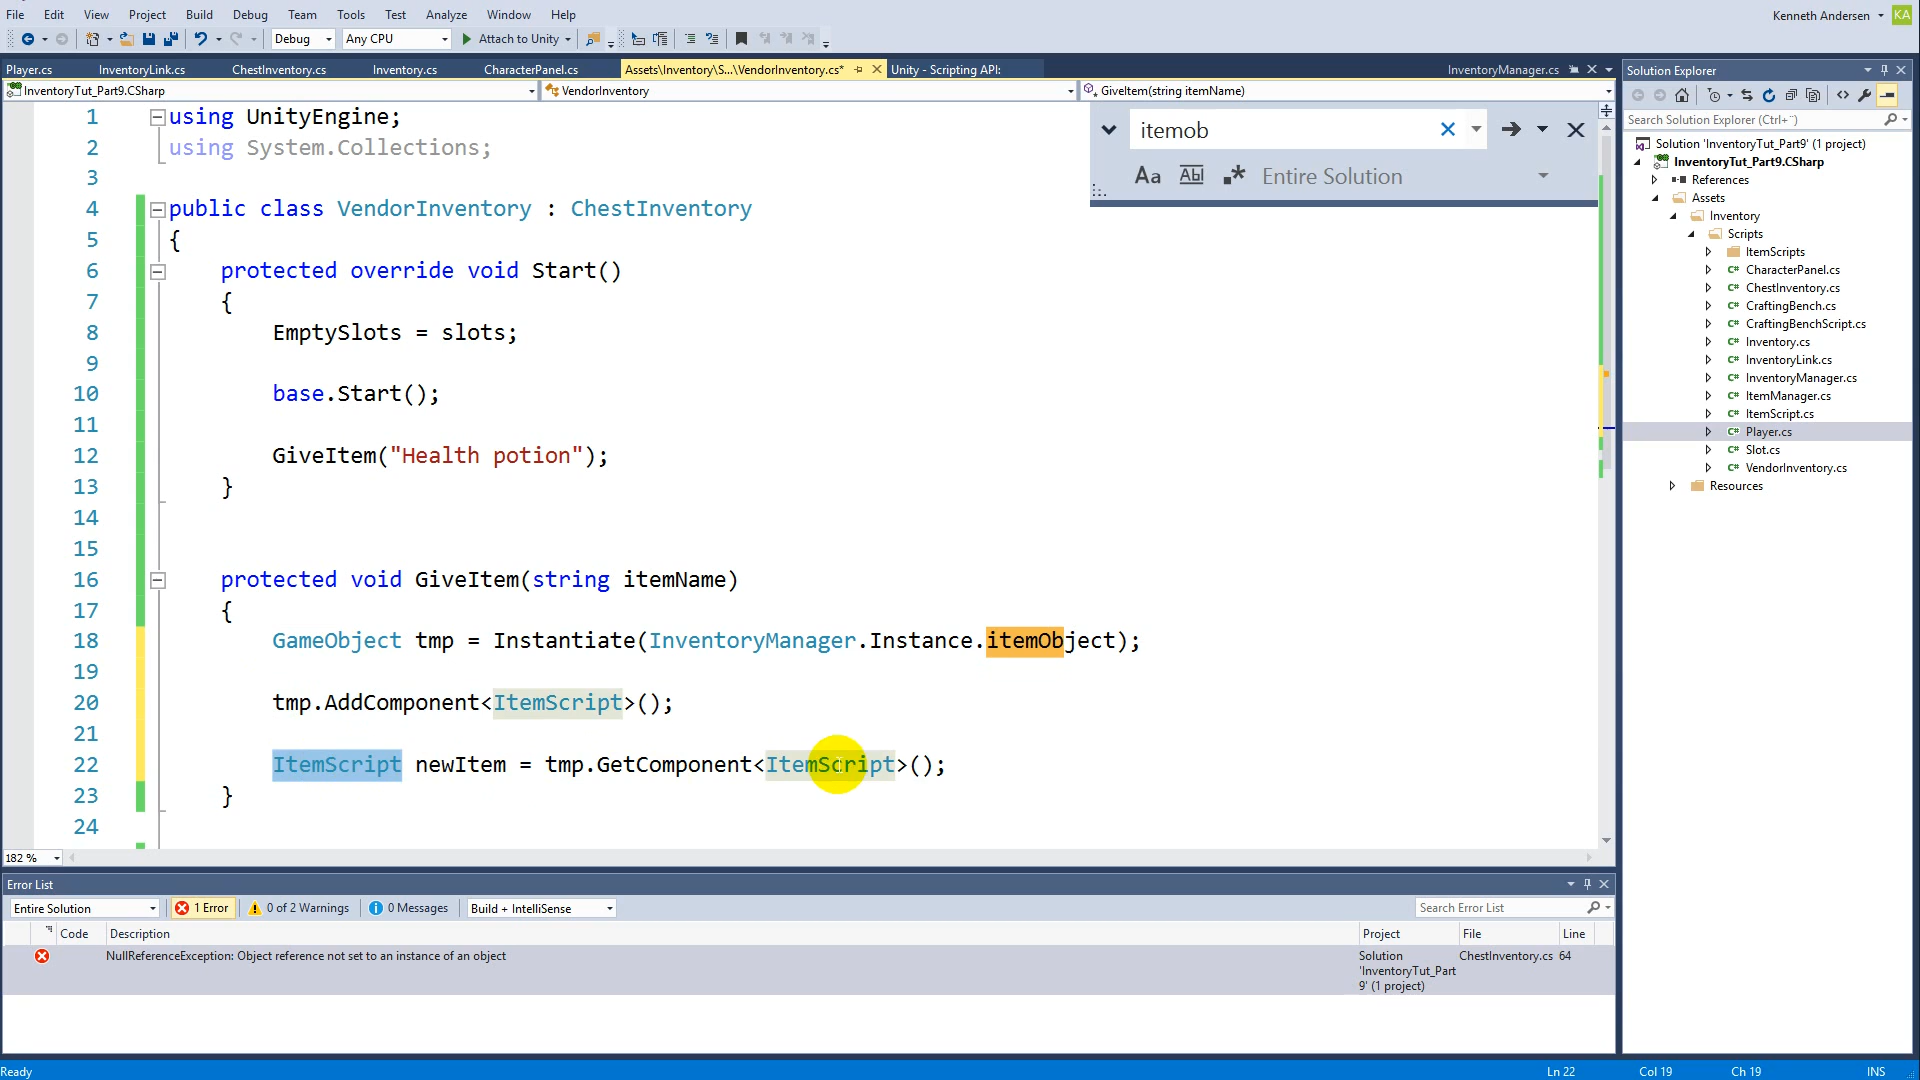 File Edit View Project Build Debug Team Tools Test Analyze Window Help
Kenneth Andersen KA
Debug Any CPU Attach to Unity
Player.cs InventoryLink.cs ChestInventory.cs Inventory.cs CharacterPanel.cs Assets\Inventory\S...\VendorInventory.cs* Unity - Scripting API: InventoryManager.cs
InventoryTut_Part9.CSharp VendorInventory GiveItem(string itemName)
itemob
Aa Abl Entire Solution
1 using UnityEngine;
2 using System.Collections;
3
4 public class VendorInventory : ChestInventory
5 {
6 protected override void Start()
7 {
8 EmptySlots = slots;
9
10 base.Start();
11
12 GiveItem("Health potion");
13 }
14
15
16 protected void GiveItem(string itemName)
17 {
18 GameObject tmp = Instantiate(InventoryManager.Instance.itemObject);
19
20 tmp.AddComponent<ItemScript>();
21
22 ItemScript newItem = tmp.GetComponent<ItemScript>();
23 }
24
182 %
Solution Explorer
Search Solution Explorer (Ctrl+¨)
Solution 'InventoryTut_Part9' (1 project)
InventoryTut_Part9.CSharp
References
Assets
Inventory
Scripts
ItemScripts
C# CharacterPanel.cs
C# ChestInventory.cs
C# CraftingBench.cs
C# CraftingBenchScript.cs
C# Inventory.cs
C# InventoryLink.cs
C# InventoryManager.cs
C# ItemManager.cs
C# ItemScript.cs
C# Player.cs
C# Slot.cs
C# VendorInventory.cs
Resources
Error List
Entire Solution 1 Error 0 of 2 Warnings 0 Messages Build + IntelliSense Search Error List
Code Description Project File Line
NullReferenceException: Object reference not set to an instance of an object Solution ChestInventory.cs 64
'InventoryTut_Part
9' (1 project)
Ready Ln 22 Col 19 Ch 19 INS